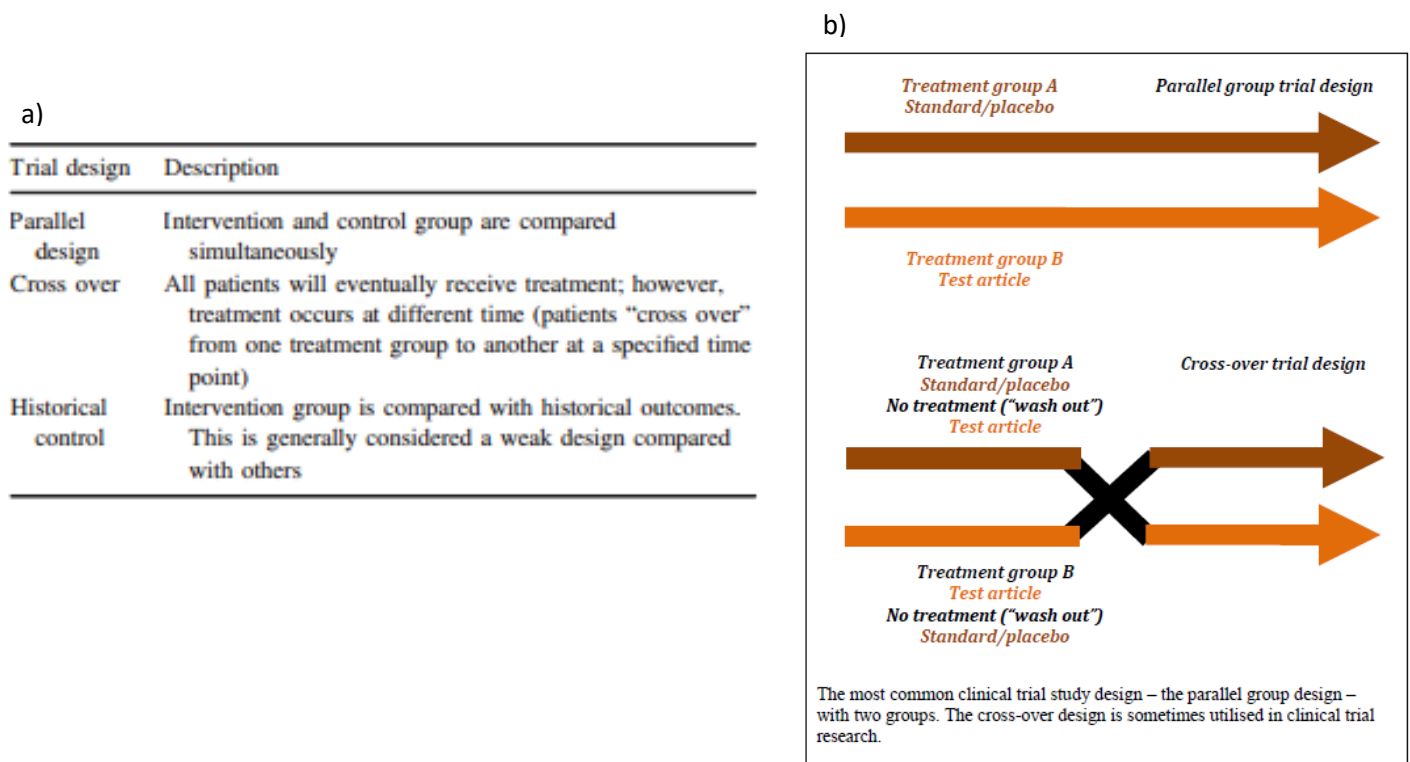 a)
Trial design Description
Parallel Intervention and control group are compared
design simultaneously
Cross over All patients will eventually receive treatment; however,
treatment occurs at different time (patients “cross over”
from one treatment group to another at a specified time
point)
Historical Intervention group is compared with historical outcomes.
control This is generally considered a weak design compared
with others
b)
Treatment group A
Standard/placebo
Parallel group trial design
Treatment group B
Test article
Treatment group A
Standard/placebo
No treatment (“wash out”)
Test article
Cross-over trial design
Treatment group B
Test article
No treatment (“wash out”)
Standard/placebo
The most common clinical trial study design – the parallel group design –
with two groups. The cross-over design is sometimes utilised in clinical trial
research.